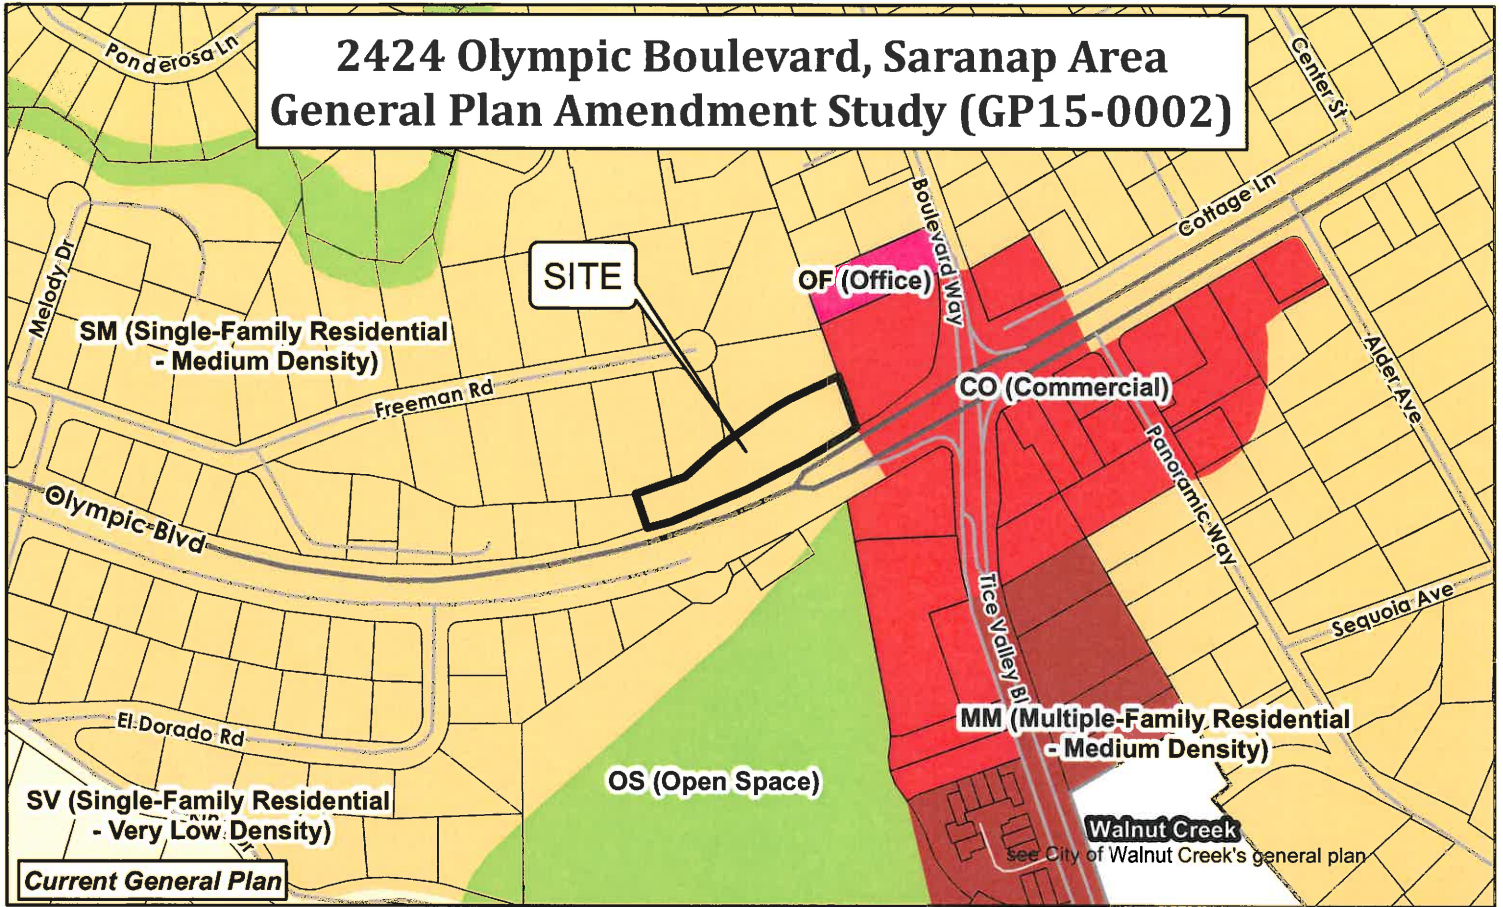 2424 Olympic Boulevard, Saranap Area
General Plan Amendment Study (GP15-0002)
Ponderosa Ln
Center St
Boulevard Way
Cottage Ln
Melody Dr
SITE
OF (Office)
SM (Single-Family Residential
- Medium Density)
Freeman Rd
CO (Commercial)
Alder Ave
Panoramic Way
Olympic Blvd
Tice Valley Bl
Sequoia Ave
El Dorado Rd
MM (Multiple-Family Residential
- Medium Density)
OS (Open Space)
SV (Single-Family Residential
- Very Low Density)
Walnut Creek
see City of Walnut Creek's general plan
Current General Plan